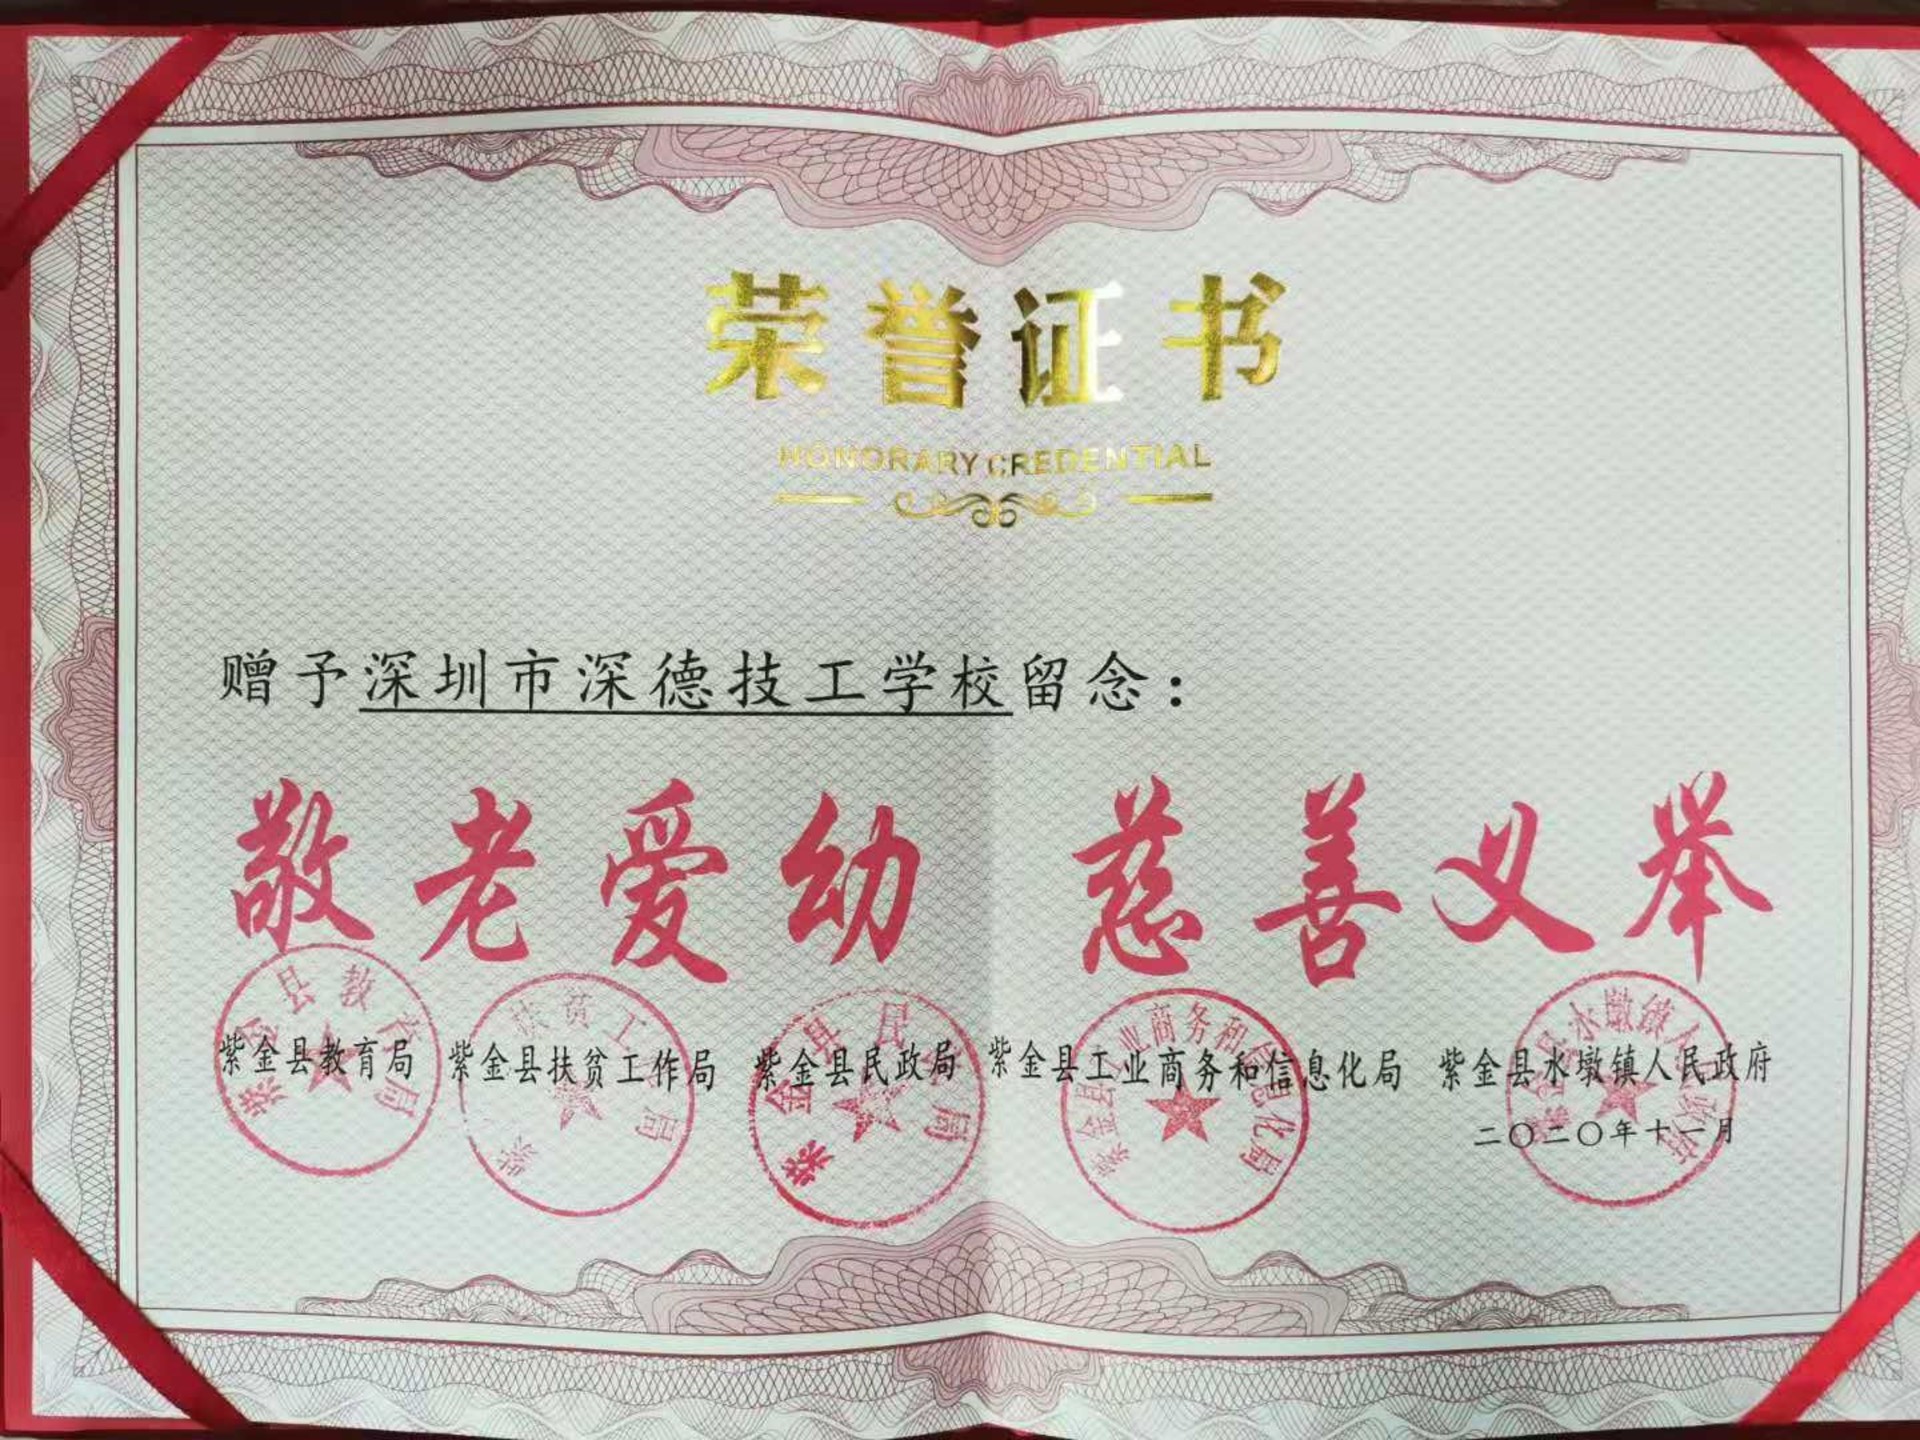 荣誉证书
HONORARY CREDENTIAL
赠予深圳市深德技工学校留念：
敬老爱幼 慈善义举
紫金县教育局 紫金县扶贫工作局 紫金县民政局 紫金县工业商务和信息化局 紫金县水墩镇人民政府
二〇二〇年十一月